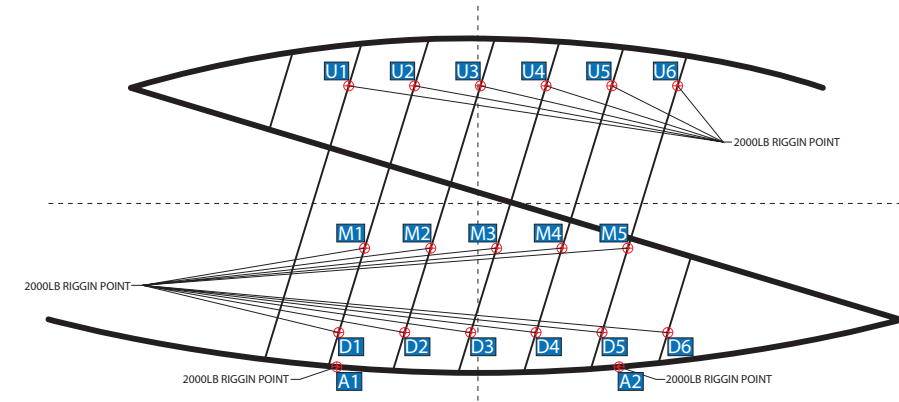 U1 U2 U3 U4 U5 U6
2000LB RIGGIN POINT
M1 M2 M3 M4 M5
2000LB RIGGIN POINT
D1 D2 D3 D4 D5 D6
2000LB RIGGIN POINT A1 A2 2000LB RIGGIN POINT